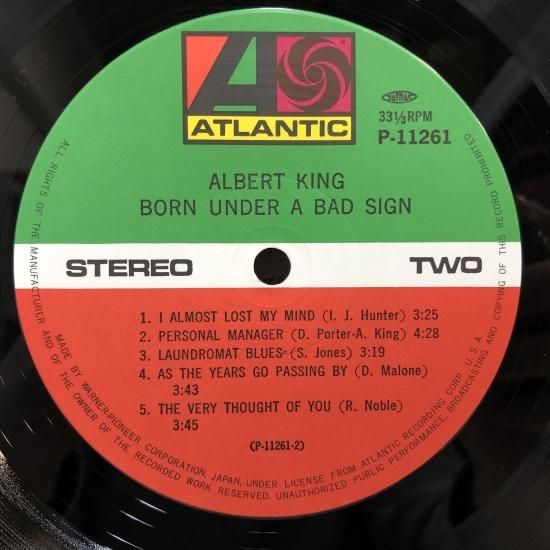 ATLANTIC
JASRAC
33⅓RPM
P-11261
ALBERT KING
BORN UNDER A BAD SIGN
STEREO
TWO
1. I ALMOST LOST MY MIND (I. J. Hunter) 3:25
2. PERSONAL MANAGER (D. Porter-A. King) 4:28
3. LAUNDROMAT BLUES (S. Jones) 3:19
4. AS THE YEARS GO PASSING BY (D. Malone)
3:43
5. THE VERY THOUGHT OF YOU (R. Noble)
3:45
(P-11261-2)
MADE BY WARNER-PIONEER CORPORATION, JAPAN, UNDER LICENSE FROM ATLANTIC RECORDING CORP. U.S.A.
ALL RIGHTS OF THE MANUFACTURER AND OF THE OWNER OF THE RECORDED WORK RESERVED. UNAUTHORIZED PUBLIC PERFORMANCE, BROADCASTING AND COPYING OF THIS RECORD PROHIBITED.